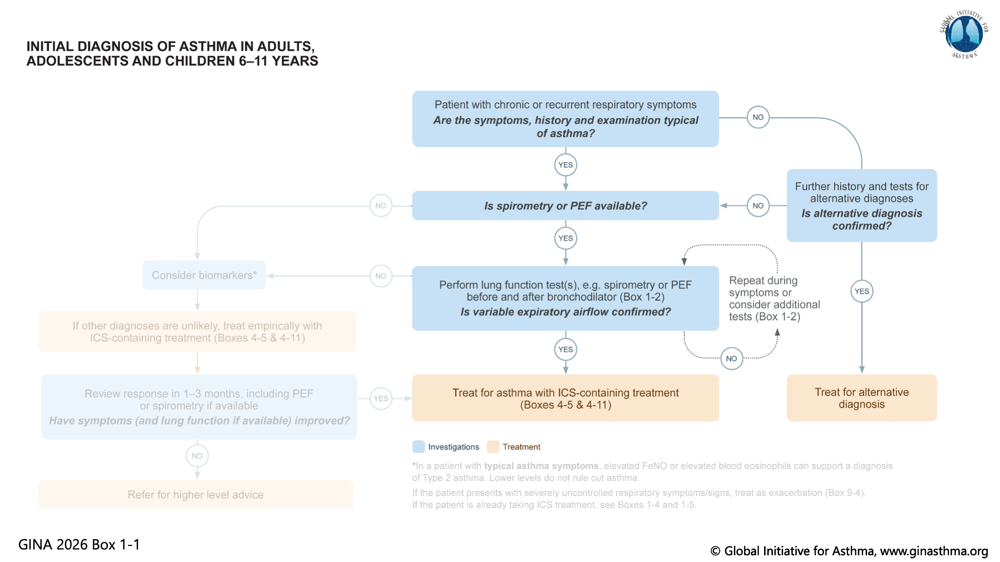 GLOBAL INITIATIVE FOR
ASTHMA
INITIAL DIAGNOSIS OF ASTHMA IN ADULTS,
ADOLESCENTS AND CHILDREN 6–11 YEARS
Patient with chronic or recurrent respiratory symptoms
Are the symptoms, history and examination typical
of asthma?
NO
YES
Further history and tests for
alternative diagnoses
Is alternative diagnosis
confirmed?
NO
Is spirometry or PEF available?
NO
YES
Consider biomarkers*
NO
Perform lung function test(s), e.g. spirometry or PEF
before and after bronchodilator (Box 1-2)
Is variable expiratory airflow confirmed?
Repeat during
symptoms or
consider additional
tests (Box 1-2)
YES
If other diagnoses are unlikely, treat empirically with
ICS-containing treatment (Boxes 4-5 & 4-11)
YES
NO
Review response in 1–3 months, including PEF
or spirometry if available
Have symptoms (and lung function if available) improved?
YES
Treat for asthma with ICS-containing treatment
(Boxes 4-5 & 4-11)
Treat for alternative
diagnosis
NO
Refer for higher level advice
Investigations
Treatment
*In a patient with typical asthma symptoms, elevated FeNO or elevated blood eosinophils can support a diagnosis
of Type 2 asthma. Lower levels do not rule out asthma.
If the patient presents with severely uncontrolled respiratory symptoms/signs, treat as exacerbation (Box 9-4).
If the patient is already taking ICS treatment, see Boxes 1-4 and 1-5.
GINA 2026 Box 1-1
© Global Initiative for Asthma, www.ginasthma.org